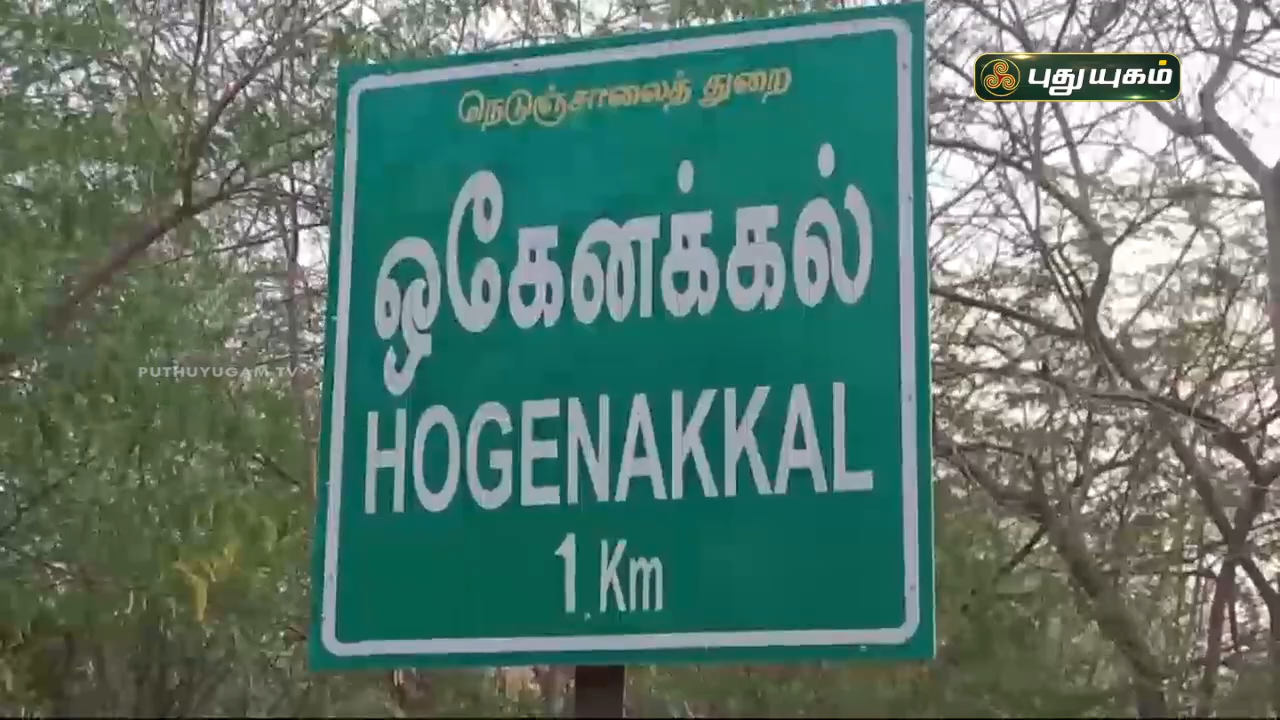 புதுயுகம்
நெடுஞ்சாலைத் துறை
ஒகேனக்கல்
PUTHUYUGAM TV
HOGENAKKAL
1 Km